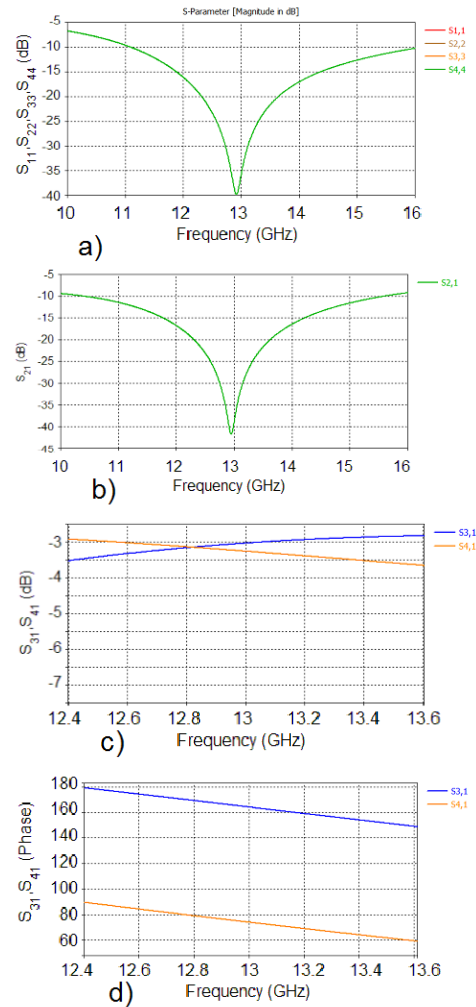 S-Parameter [Magnitude in dB]
S1,1
S2,2
S3,3
S4,4
S11,S22,S33,S44 (dB)
-5
-10
-15
-20
-25
-30
-35
-40
10 11 12 13 14 15 16
Frequency (GHz)
a)
S2,1
S21 (dB)
-5
-10
-15
-20
-25
-30
-35
-40
-45
10 11 12 13 14 15 16
Frequency (GHz)
b)
S3,1
S4,1
S31,S41 (dB)
-3
-4
-5
-6
-7
12.4 12.6 12.8 13 13.2 13.4 13.6
Frequency (GHz)
c)
S3,1
S4,1
S31,S41 (Phase)
180
160
140
120
100
80
60
12.4 12.6 12.8 13 13.2 13.4 13.6
Frequency (GHz)
d)